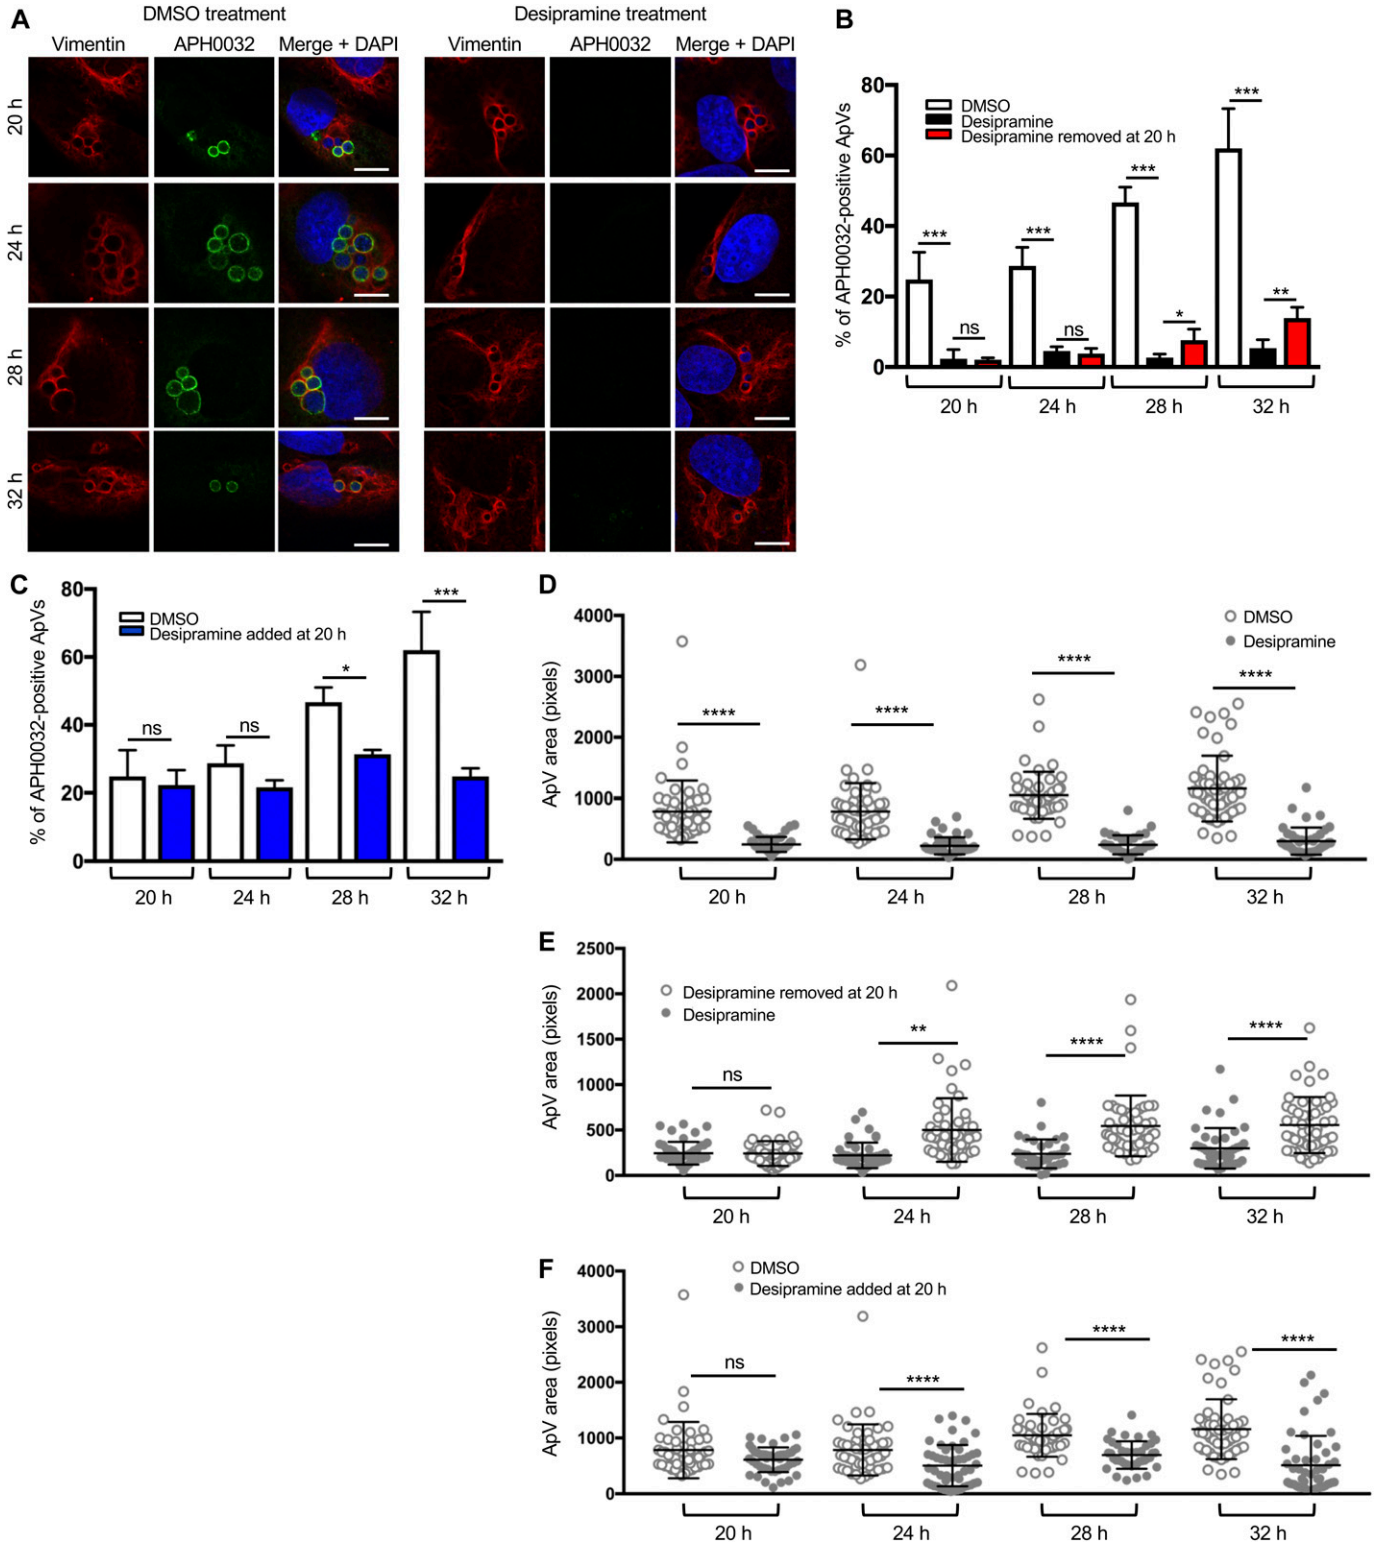 A
DMSO treatment
Desipramine treatment
Vimentin
APH0032
Merge + DAPI
Vimentin
APH0032
Merge + DAPI
20 h
24 h
28 h
32 h
B
% of APH0032-positive ApVs
80
60
40
20
0
DMSO
Desipramine
Desipramine removed at 20 h
***
ns
***
ns
***
*
***
**
20 h
24 h
28 h
32 h
C
% of APH0032-positive ApVs
80
60
40
20
0
DMSO
Desipramine added at 20 h
ns
ns
*
***
20 h
24 h
28 h
32 h
D
ApV area (pixels)
4000
3000
2000
1000
0
DMSO
Desipramine
****
****
****
****
20 h
24 h
28 h
32 h
E
ApV area (pixels)
2500
2000
1500
1000
500
0
Desipramine removed at 20 h
Desipramine
ns
**
****
****
20 h
24 h
28 h
32 h
F
ApV area (pixels)
4000
3000
2000
1000
0
DMSO
Desipramine added at 20 h
ns
****
****
****
20 h
24 h
28 h
32 h